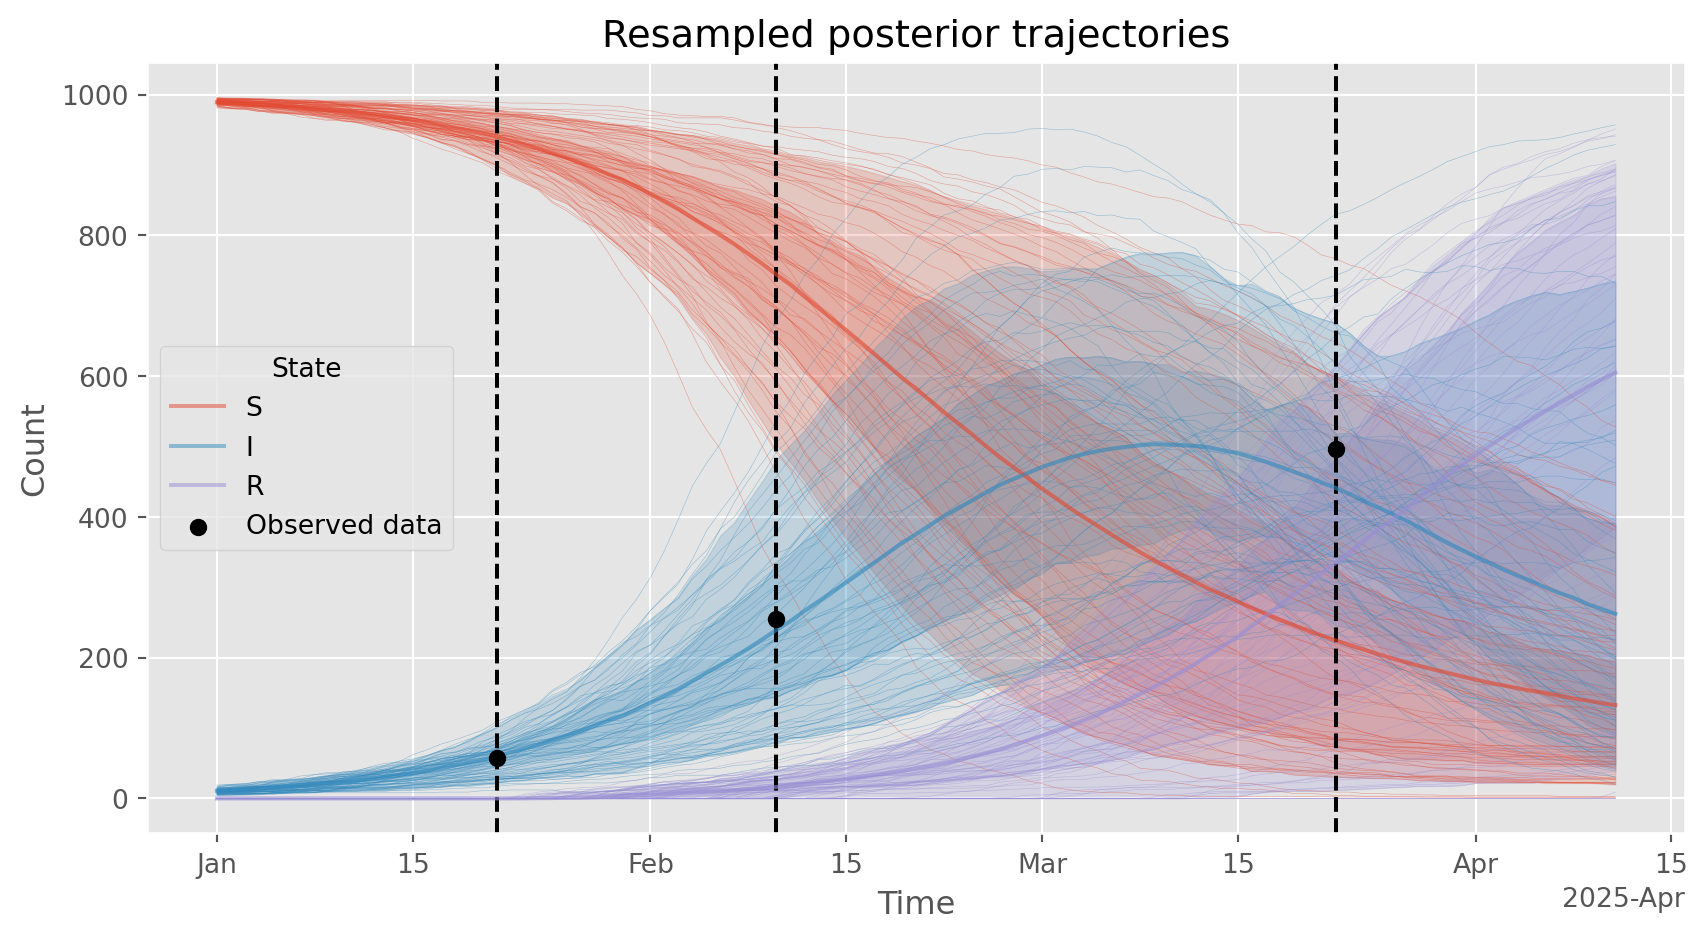 Resampled posterior trajectories
Count
1000
800
600
400
200
0
State
S
I
R
Observed data
Jan
15
Feb
15
Mar
15
Apr
15
2025-Apr
Time